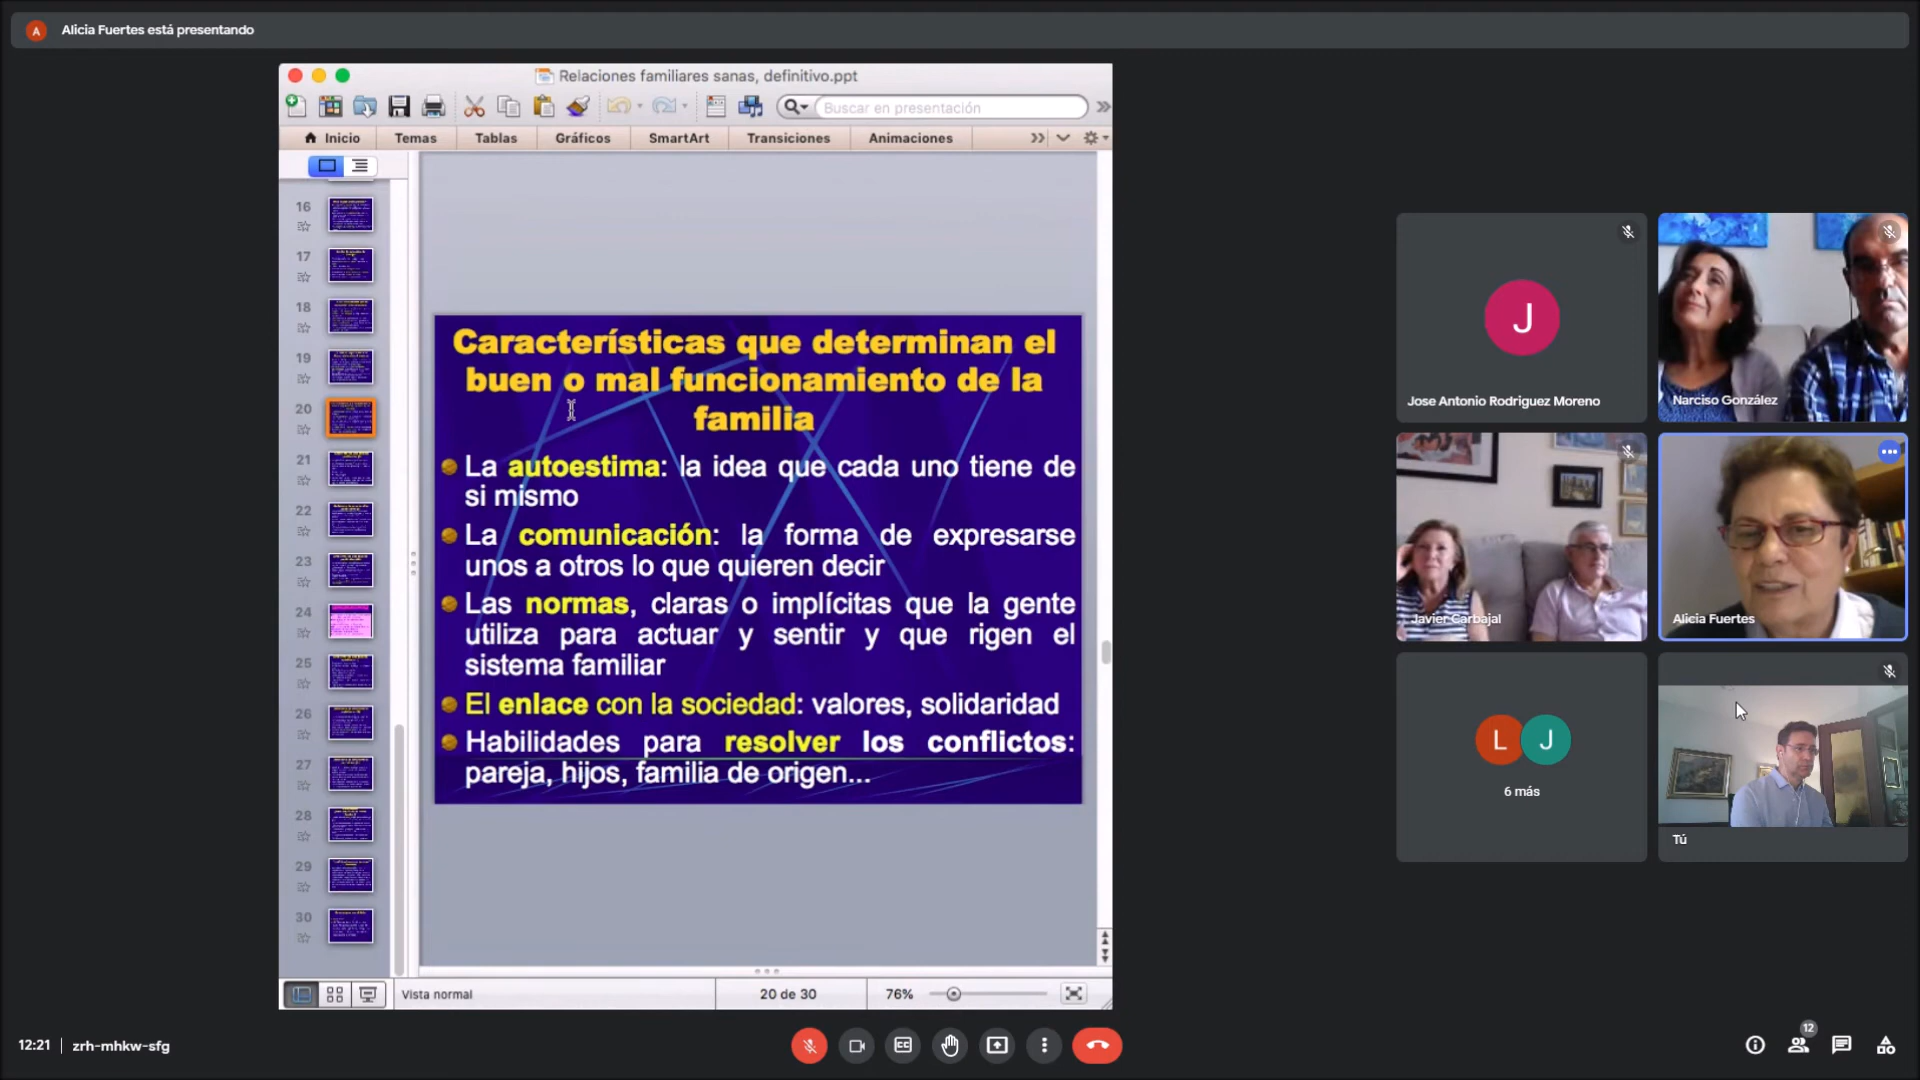 A
Alicia Fuertes está presentando
Relaciones familiares sanas, definitivo.ppt
Buscar en presentación
Inicio
Temas
Tablas
Gráficos
SmartArt
Transiciones
Animaciones
16
17
18
19
20
21
22
23
24
25
26
27
28
29
30
Características que determinan el
buen o mal funcionamiento de la
familia
La autoestima: la idea que cada uno tiene de
si mismo
La comunicación: la forma de expresarse
unos a otros lo que quieren decir
Las normas, claras o implícitas que la gente
utiliza para actuar y sentir y que rigen el
sistema familiar
El enlace con la sociedad: valores, solidaridad
Habilidades para resolver los conflictos:
pareja, hijos, familia de origen...
Vista normal
20 de 30
76%
J
Jose Antonio Rodriguez Moreno
Narciso González
Javier Carbajal
Alicia Fuertes
L
J
6 más
Tú
12:21 | zrh-mhkw-sfg
CC
12